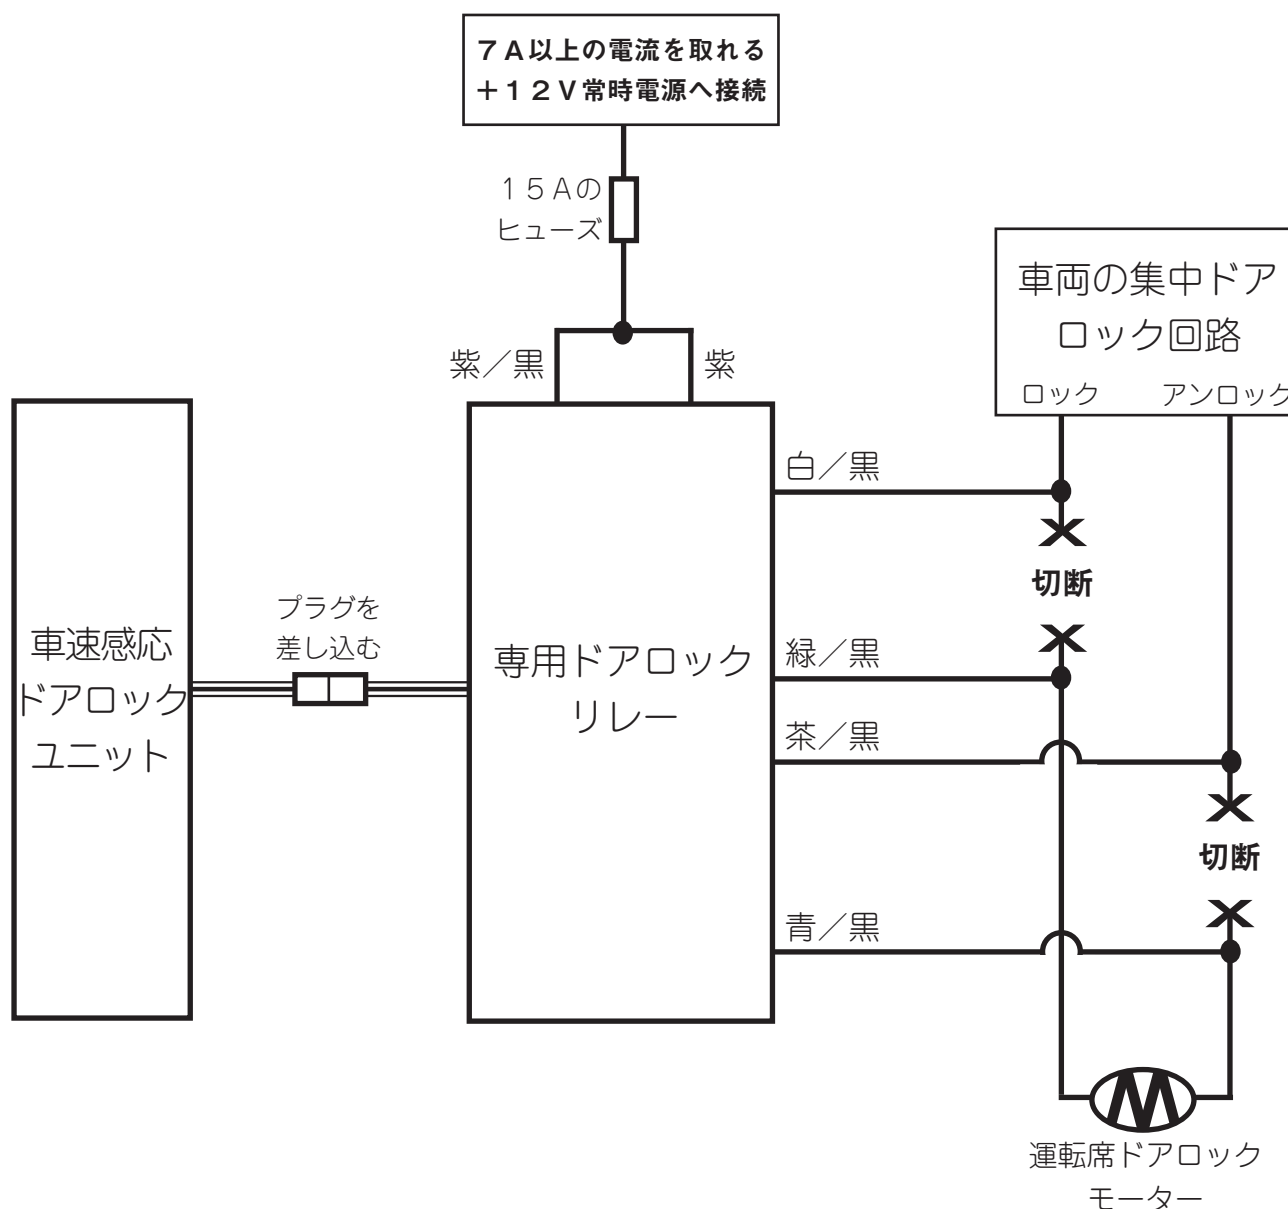 ７Ａ以上の電流を取れる
＋１２Ｖ常時電源へ接続
１５Ａの
ヒューズ
車両の集中ドア
ロック回路
ロック
アンロック
紫／黒
紫
白／黒
切断
プラグを
差し込む
車速感応
ドアロック
ユニット
専用ドアロック
リレー
緑／黒
茶／黒
切断
青／黒
M
運転席ドアロック
モーター